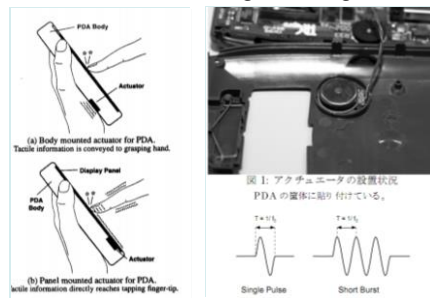 PDA Body
Actuator
(a) Body mounted actuator for PDA.
Tactile information is conveyed to grasping hand.
Display Panel
PDA
Body
Actuator
(b) Panel mounted actuator for PDA.
Tactile information directly reaches tapping finger-tip.
図 1: アクチュエータの設置状況
PDA の筐体に貼り付けている。
T = 1/f₀
T = 1/f₀
Single Pulse
Short Burst